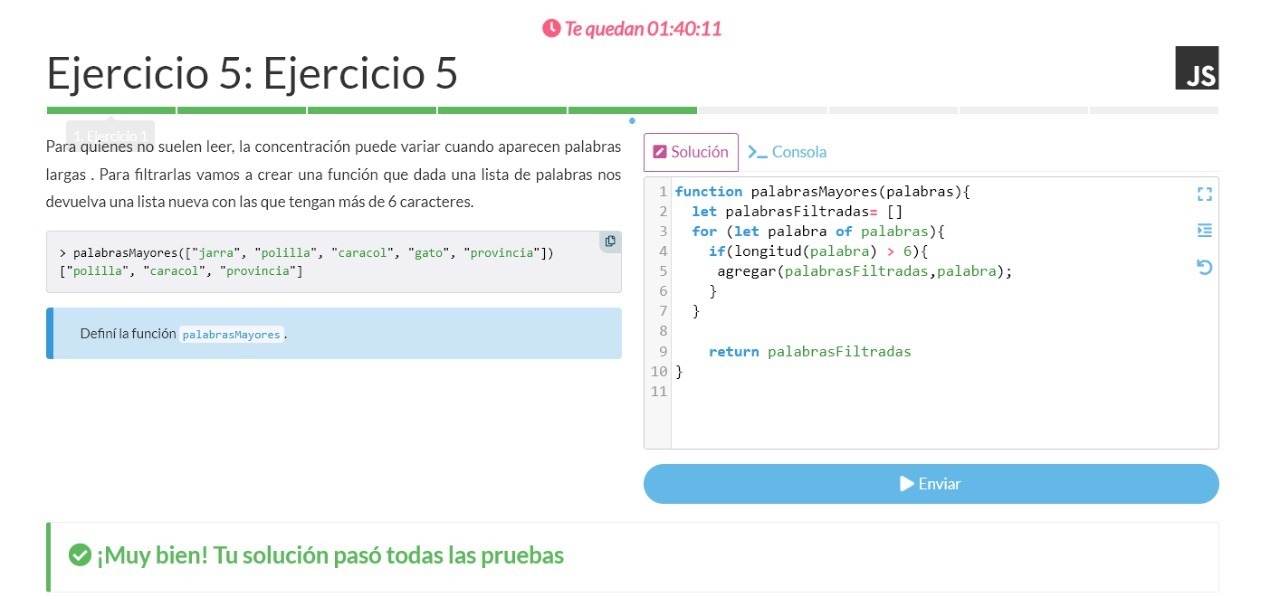 Te quedan 01:40:11
Ejercicio 5: Ejercicio 5
JS
1. Ejercicio 1
Para quienes no suelen leer, la concentración puede variar cuando aparecen palabras
largas . Para filtrarlas vamos a crear una función que dada una lista de palabras nos
devuelva una lista nueva con las que tengan más de 6 caracteres.
> palabrasMayores(["jarra", "polilla", "caracol", "gato", "provincia"])
["polilla", "caracol", "provincia"]
Definí la función palabrasMayores.
Solución
Consola
1 function palabrasMayores(palabras){
2   let palabrasFiltradas= []
3   for (let palabra of palabras){
4     if(longitud(palabra) > 6){
5      agregar(palabrasFiltradas,palabra);
6     }
7   }
8
9     return palabrasFiltradas
10 }
11
Enviar
¡Muy bien! Tu solución pasó todas las pruebas